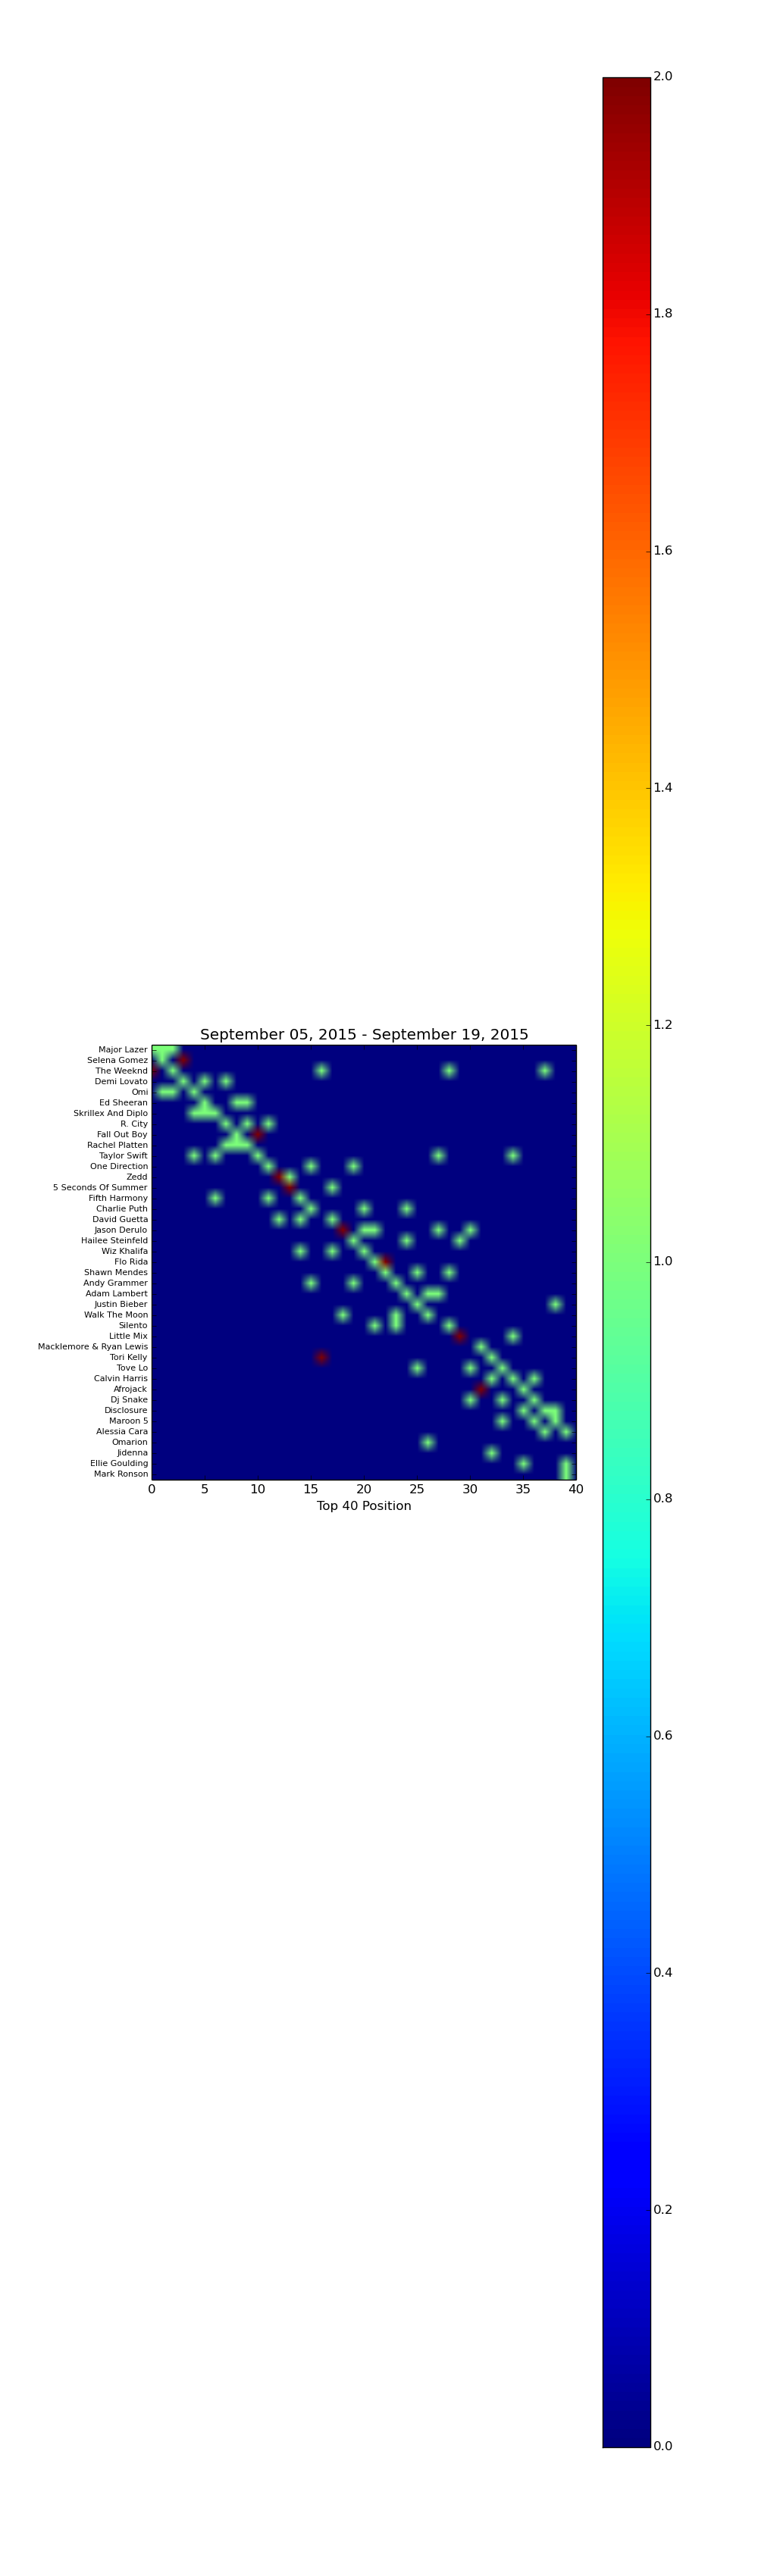 September 05, 2015 - September 19, 2015
Major Lazer
Selena Gomez
The Weeknd
Demi Lovato
Omi
Ed Sheeran
Skrillex And Diplo
R. City
Fall Out Boy
Rachel Platten
Taylor Swift
One Direction
Zedd
5 Seconds Of Summer
Fifth Harmony
Charlie Puth
David Guetta
Jason Derulo
Hailee Steinfeld
Wiz Khalifa
Flo Rida
Shawn Mendes
Andy Grammer
Adam Lambert
Justin Bieber
Walk The Moon
Silento
Little Mix
Macklemore & Ryan Lewis
Tori Kelly
Tove Lo
Calvin Harris
Afrojack
Dj Snake
Disclosure
Maroon 5
Alessia Cara
Omarion
Jidenna
Ellie Goulding
Mark Ronson
0 5 10 15 20 25 30 35 40
Top 40 Position
2.0
1.8
1.6
1.4
1.2
1.0
0.8
0.6
0.4
0.2
0.0